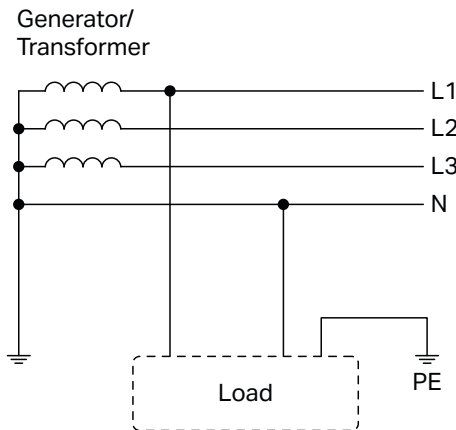 Generator/
Transformer
L1
L2
L3
N
Load
PE